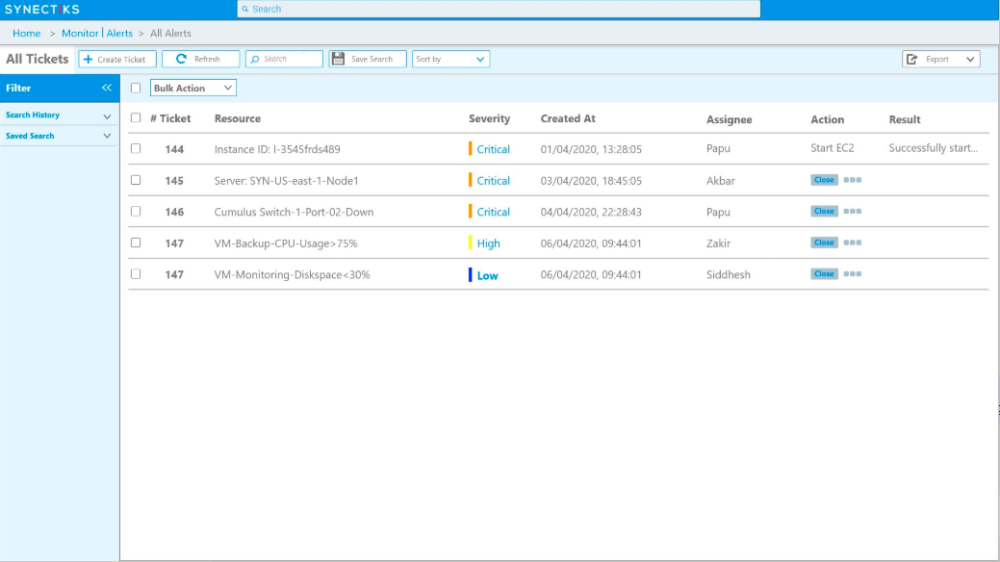 SYNECTIKS
Search
Home > Monitor | Alerts > All Alerts
All Tickets
Create Ticket
Refresh
Search
Save Search
Sort by
Export
Filter
Bulk Action
Search History
Saved Search
# Ticket Resource Severity Created At Assignee Action Result
144 Instance ID: I-3545frds489 Critical 01/04/2020, 13:28:05 Papu Start EC2 Successfully start...
145 Server: SYN-US-east-1-Node1 Critical 03/04/2020, 18:45:05 Akbar Close
146 Cumulus Switch-1-Port-02-Down Critical 04/04/2020, 22:28:43 Papu Close
147 VM-Backup-CPU-Usage>75% High 06/04/2020, 09:44:01 Zakir Close
147 VM-Monitoring-Diskspace<30% Low 06/04/2020, 09:44:01 Siddhesh Close